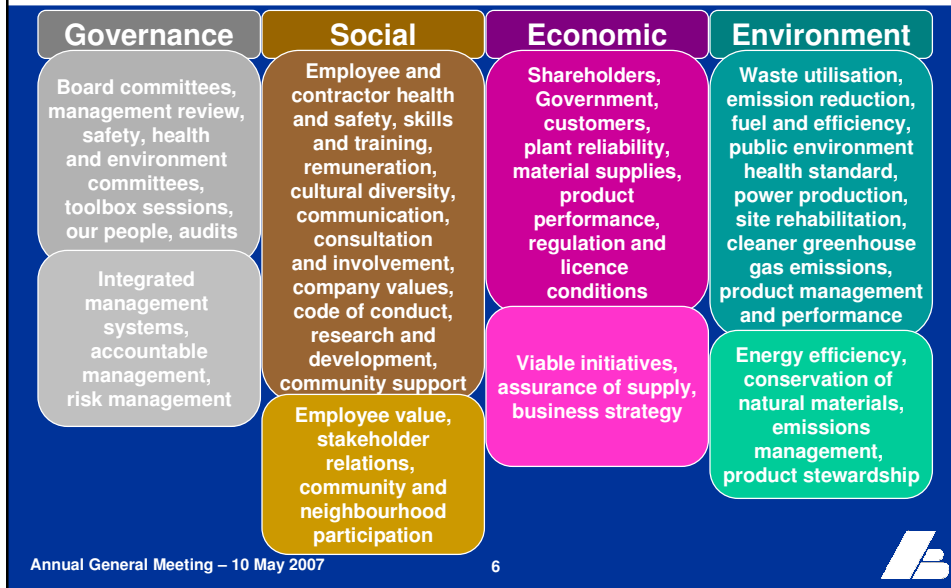 Governance
Board committees,
management review,
safety, health
and environment
committees,
toolbox sessions,
our people, audits
Integrated
management
systems,
accountable
management,
risk management
Social
Employee and
contractor health
and safety, skills
and training,
remuneration,
cultural diversity,
communication,
consultation
and involvement,
company values,
code of conduct,
research and
development,
community support
Employee value,
stakeholder
relations,
community and
neighbourhood
participation
Economic
Shareholders,
Government,
customers,
plant reliability,
material supplies,
product
performance,
regulation and
licence
conditions
Viable initiatives,
assurance of supply,
business strategy
Environment
Waste utilisation,
emission reduction,
fuel and efficiency,
public environment
health standard,
power production,
site rehabilitation,
cleaner greenhouse
gas emissions,
product management
and performance
Energy efficiency,
conservation of
natural materials,
emissions
management,
product stewardship
Annual General Meeting – 10 May 2007
6